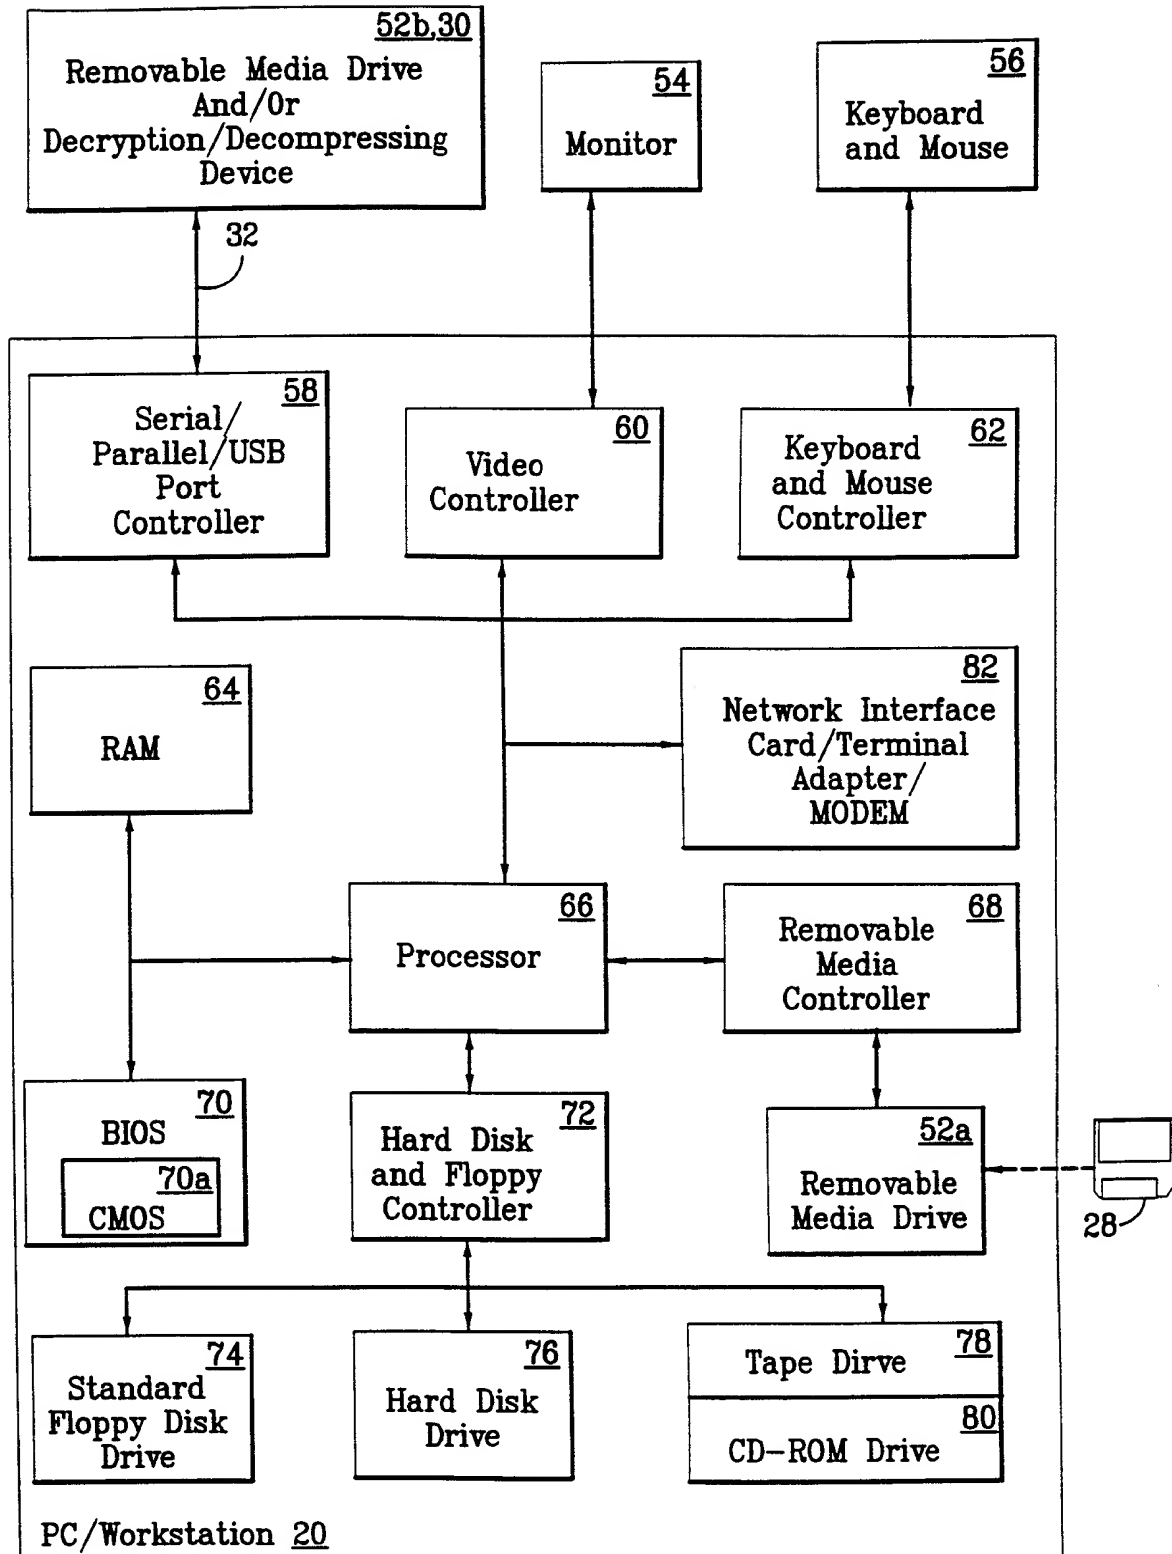 52b,30
Removable Media Drive
And/Or
Decryption/Decompressing
Device
54
Monitor
56
Keyboard
and Mouse
32
58
Serial/
Parallel/USB
Port
Controller
60
Video
Controller
62
Keyboard
and Mouse
Controller
64
RAM
82
Network Interface
Card/Terminal
Adapter/
MODEM
66
Processor
68
Removable
Media
Controller
70
BIOS
70a
CMOS
72
Hard Disk
and Floppy
Controller
52a
Removable
Media Drive
28
74
Standard
Floppy Disk
Drive
76
Hard Disk
Drive
78
Tape Dirve
80
CD-ROM Drive
PC/Workstation 20